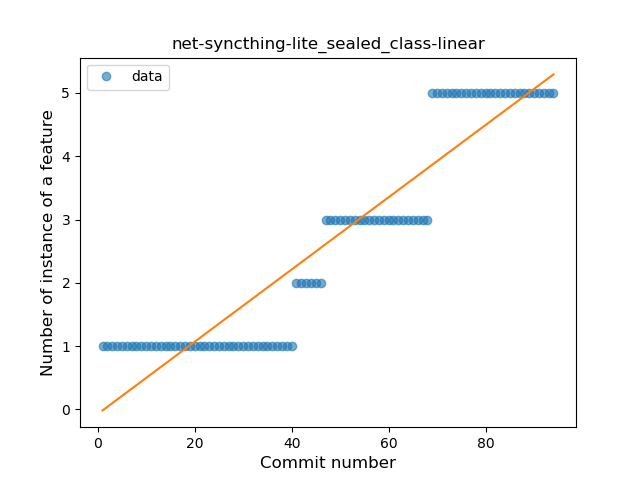 net-syncthing-lite_sealed_class-linear
data
Number of instance of a feature
5
4
3
2
1
0
0 20 40 60 80
Commit number